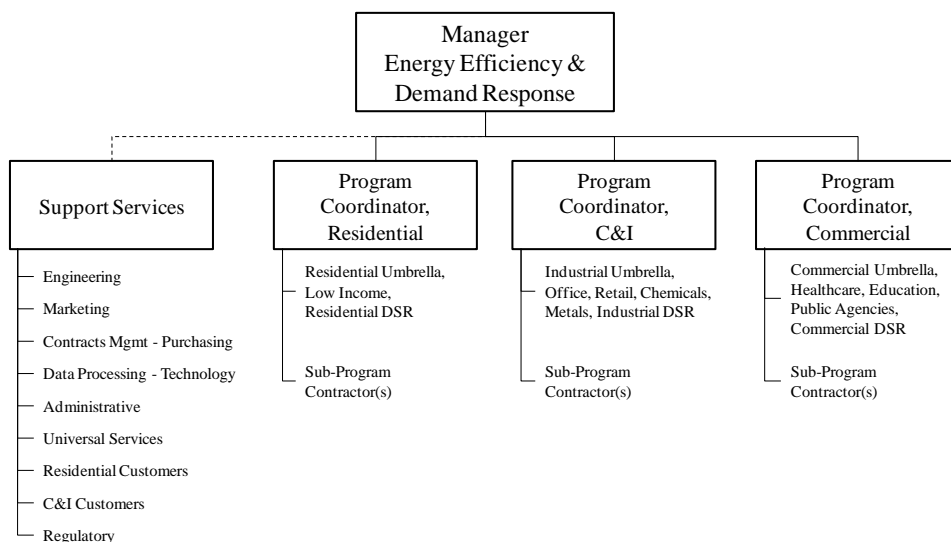 Manager
Energy Efficiency &
Demand Response
Support Services
Engineering
Marketing
Contracts Mgmt - Purchasing
Data Processing - Technology
Administrative
Universal Services
Residential Customers
C&I Customers
Regulatory
Program
Coordinator,
Residential
Residential Umbrella,
Low Income,
Residential DSR
Sub-Program
Contractor(s)
Program
Coordinator,
C&I
Industrial Umbrella,
Office, Retail, Chemicals,
Metals, Industrial DSR
Sub-Program
Contractor(s)
Program
Coordinator,
Commercial
Commercial Umbrella,
Healthcare, Education,
Public Agencies,
Commercial DSR
Sub-Program
Contractor(s)